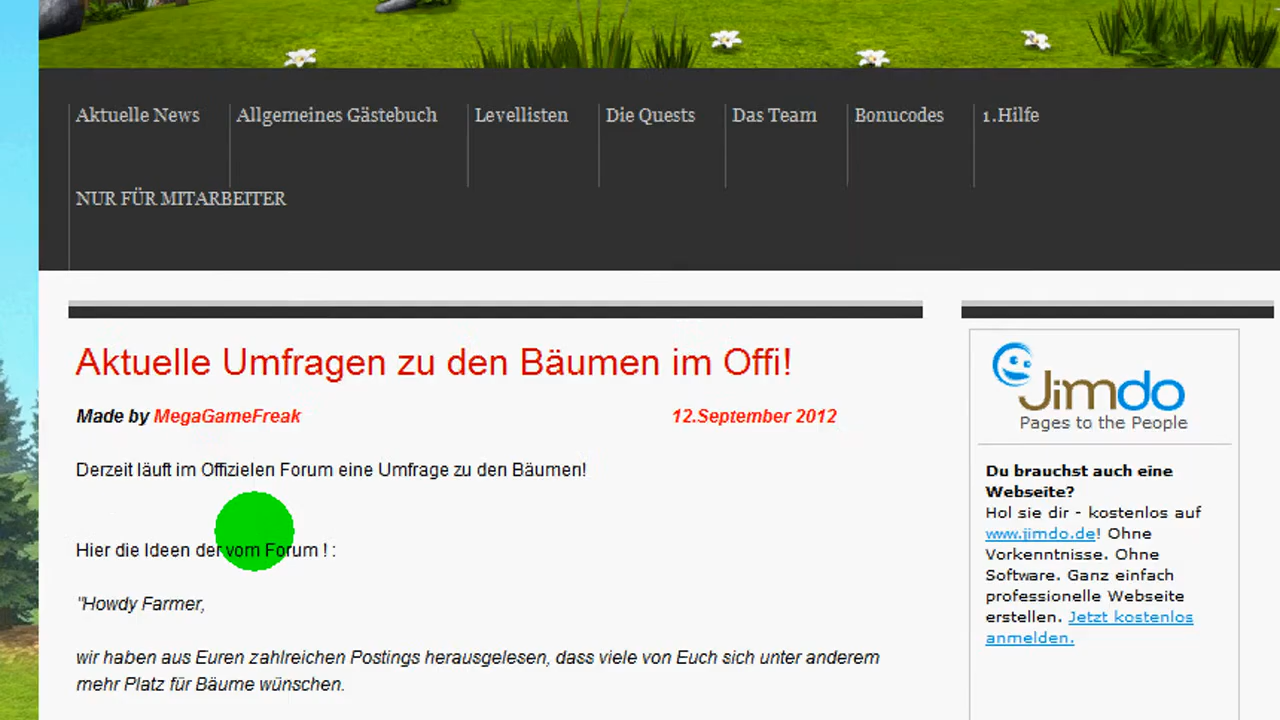 Aktuelle News
Allgemeines Gästebuch
Levellisten
Die Quests
Das Team
Bonucodes
1.Hilfe
NUR FÜR MITARBEITER
Aktuelle Umfragen zu den Bäumen im Offi!
Made by MegaGameFreak
12.September 2012
Derzeit läuft im Offizielen Forum eine Umfrage zu den Bäumen!
Hier die Ideen der vom Forum ! :
"Howdy Farmer,
wir haben aus Euren zahlreichen Postings herausgelesen, dass viele von Euch sich unter anderem
mehr Platz für Bäume wünschen.
Jimdo
Pages to the People
Du brauchst auch eine
Webseite?
Hol sie dir - kostenlos auf
www.jimdo.de! Ohne
Vorkenntnisse. Ohne
Software. Ganz einfach
professionelle Webseite
erstellen. Jetzt kostenlos
anmelden.